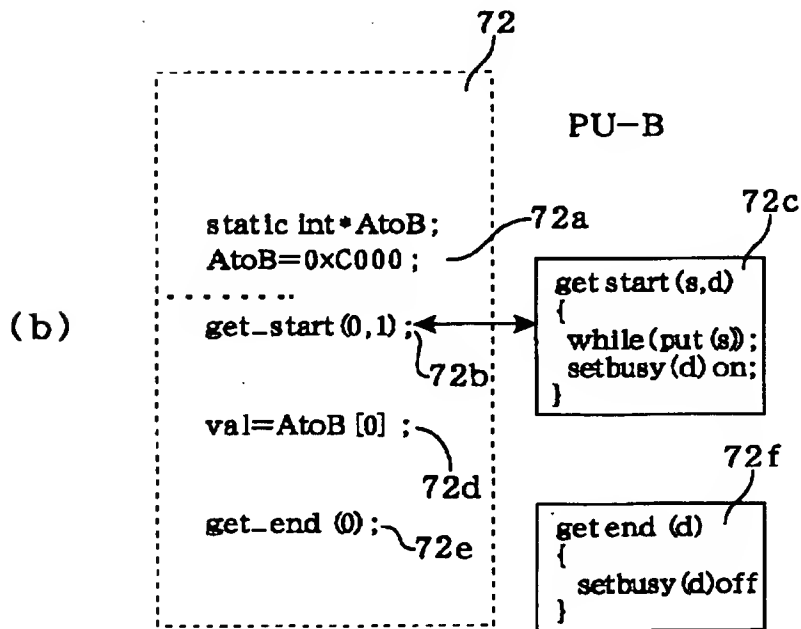 72
PU-B
static int*AtoB;
AtoB=0xC000;
72a
72c
(b)
get_start(0,1);
72b
get start(s,d)
{
while(put(s));
setbusy(d)on;
}
val=AtoB[0];
72d
get_end(0);
72e
72f
get end(d)
{
setbusy(d)off
}